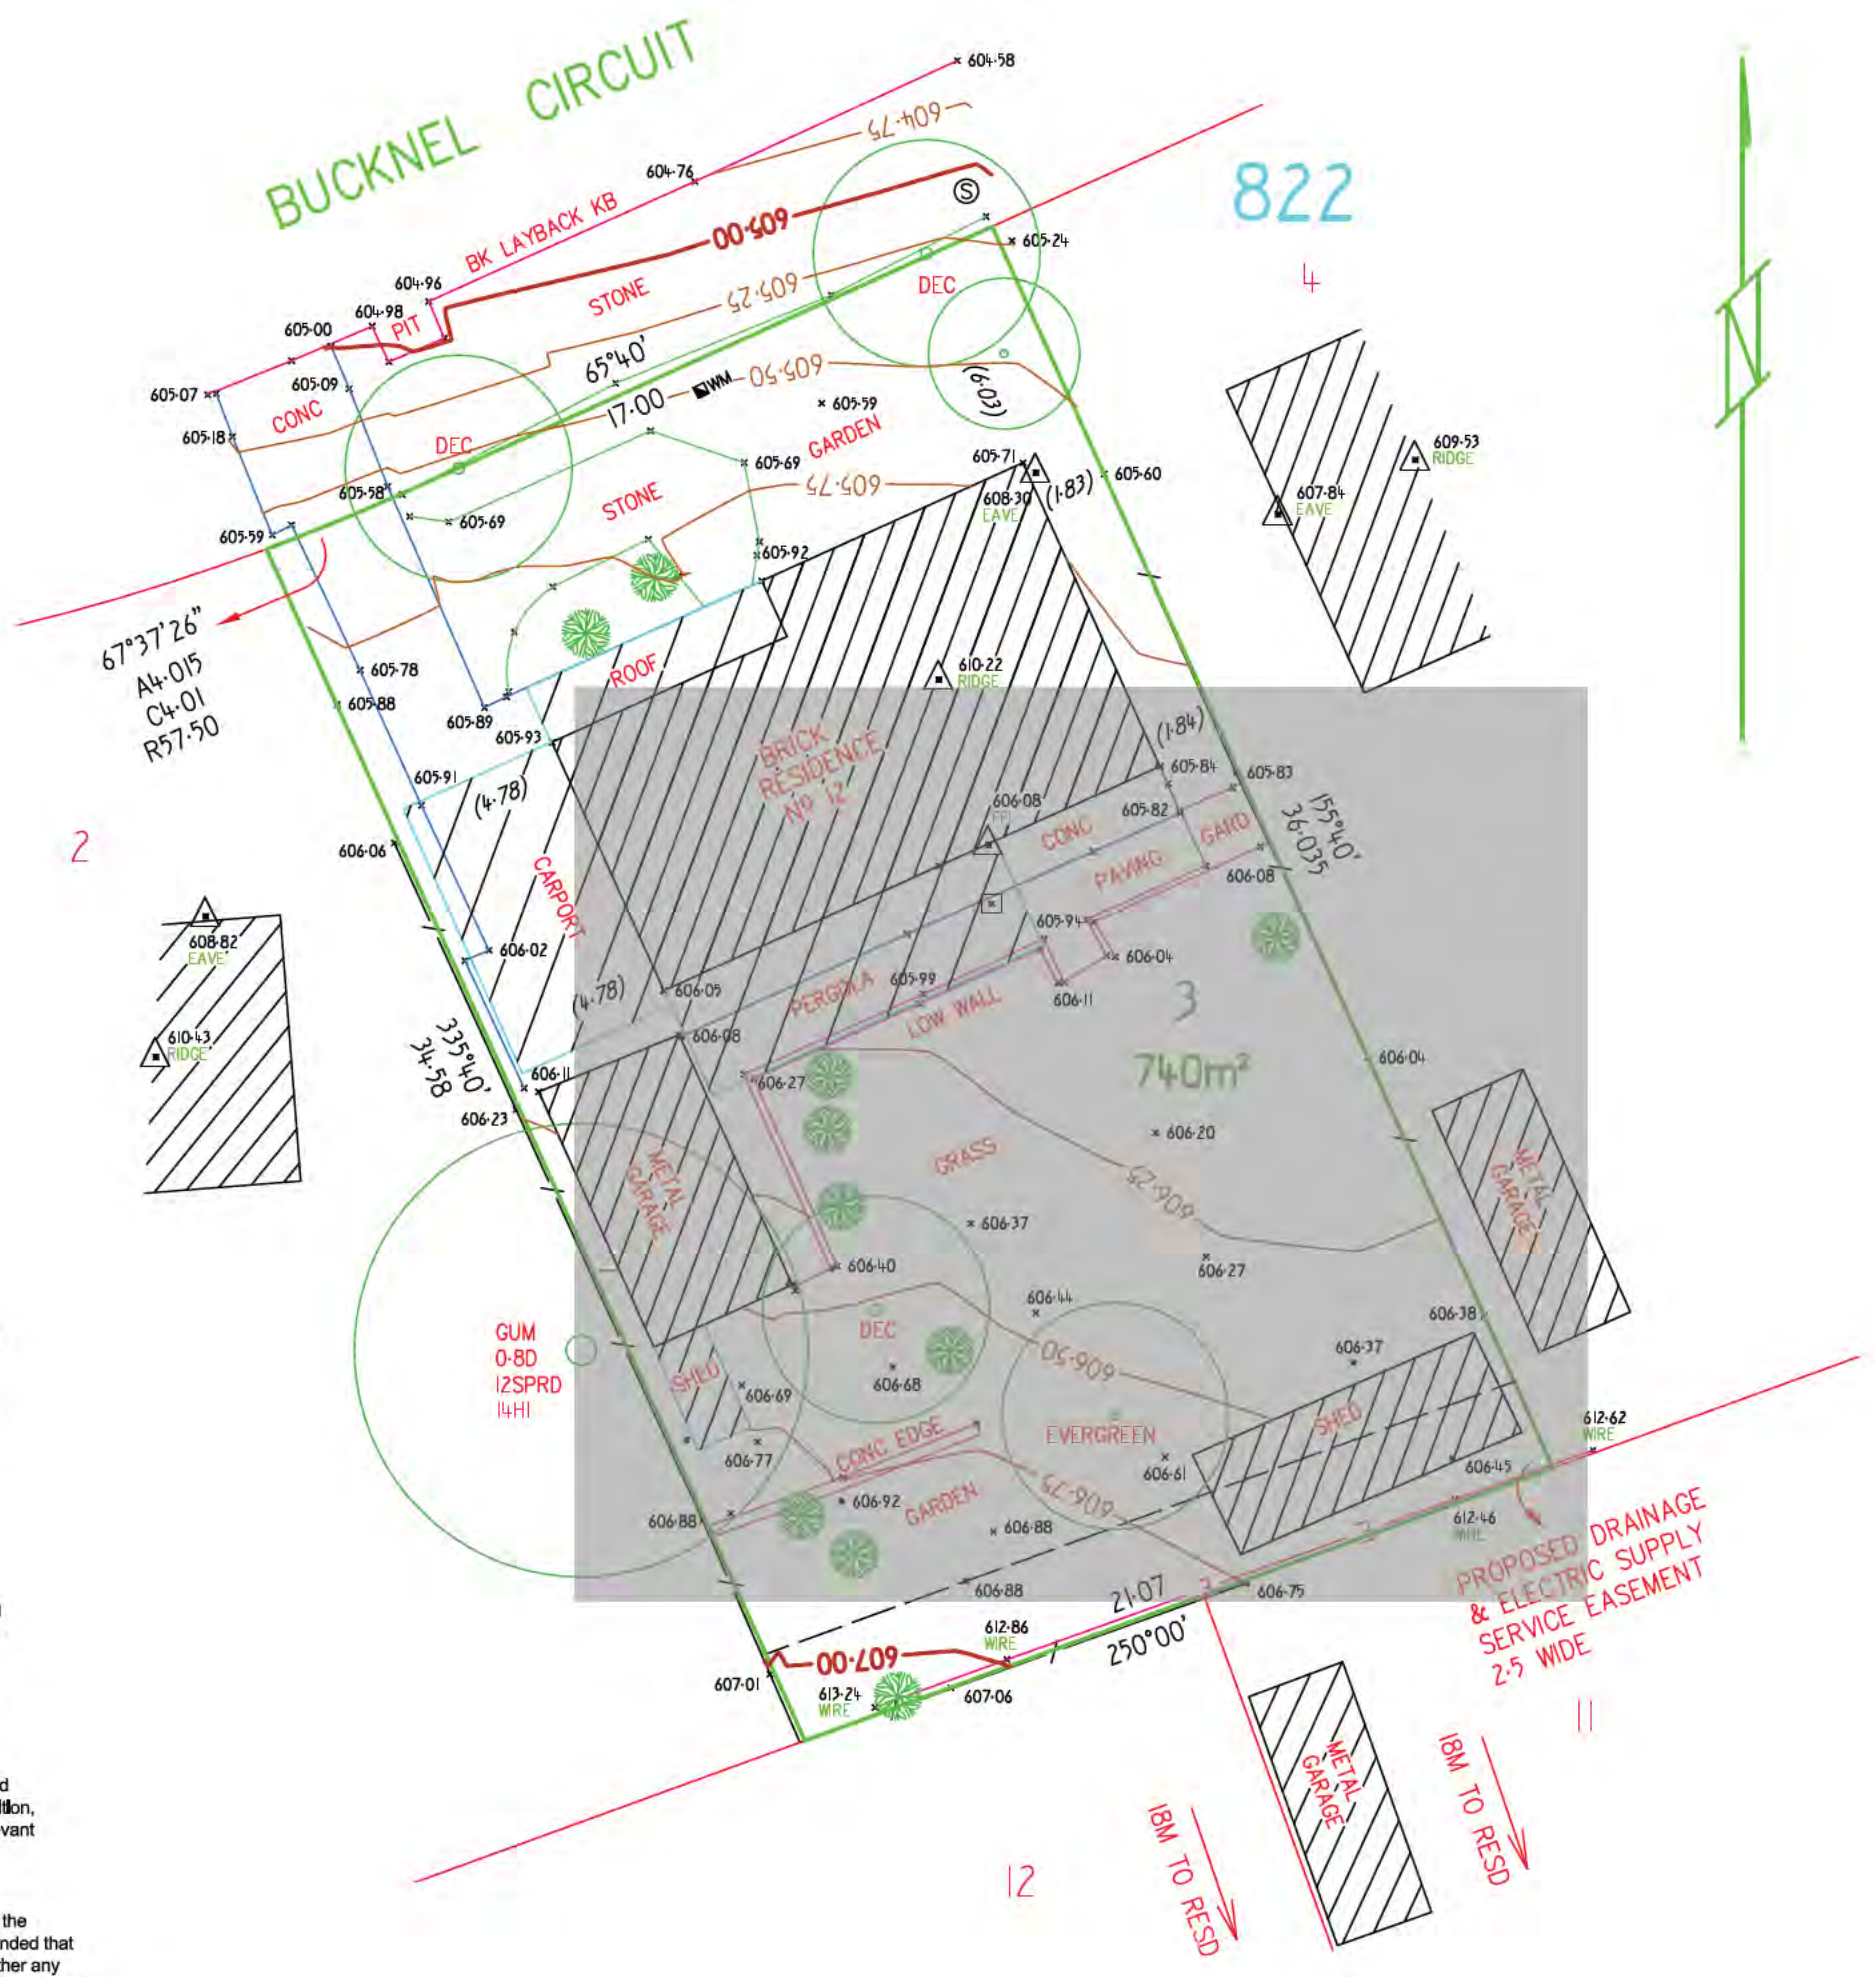 BUCKNEL CIRCUIT
604·58
604·75
604·76
BK LAYBACK KB
822
605·00
S
605·24
4
604·96
604·98
PIT
STONE
605·25
DEC
605·00
605·07
605·09
CONC
65°40'
17·00
WM
605·50
(6·03)
605·18
DEC
605·59
GARDEN
609·53
RIDGE
605·69
605·71
608·30
EAVE
(1·83)
605·60
607·84
EAVE
605·58
605·69
STONE
605·75
605·59
605·92
67°37'26"
A4·015
C4·01
R57·50
605·78
605·88
ROOF
610·22
RIDGE
605·89
605·93
BRICK
RESIDENCE
Nº 12
(1·84)
605·84
605·83
605·91
(4·78)
606·08
FFL
605·82
CONC
GARD
PAVING
155°40'
36·035
2
606·06
CARPORT
606·08
608·82
EAVE
606·02
605·94
606·04
(4·78)
606·05
PERGOLA
605·99
LOW WALL
606·11
3
740m²
610·43
RIDGE
335°40'
34·58
606·08
606·04
606·11
606·27
606·23
606·20
METAL
GARAGE
GRASS
606·25
METAL
GARAGE
606·37
606·40
606·27
606·44
606·38
GUM
0·8D
12SPRD
14HI
DEC
606·50
606·37
SHED
606·69
606·68
SHED
612·62
WIRE
CONC EDGE
EVERGREEN
606·77
606·61
606·45
606·92
GARDEN
606·75
606·88
606·88
612·46
WIRE
PROPOSED DRAINAGE
& ELECTRIC SUPPLY
SERVICE EASEMENT
2·5 WIDE
606·88
21·07
606·75
612·86
WIRE
250°00'
607·00
607·01
613·24
WIRE
607·06
11
METAL
GARAGE
18M TO RESD
18M TO RESD
12
d
vant
the
nded that
ther any